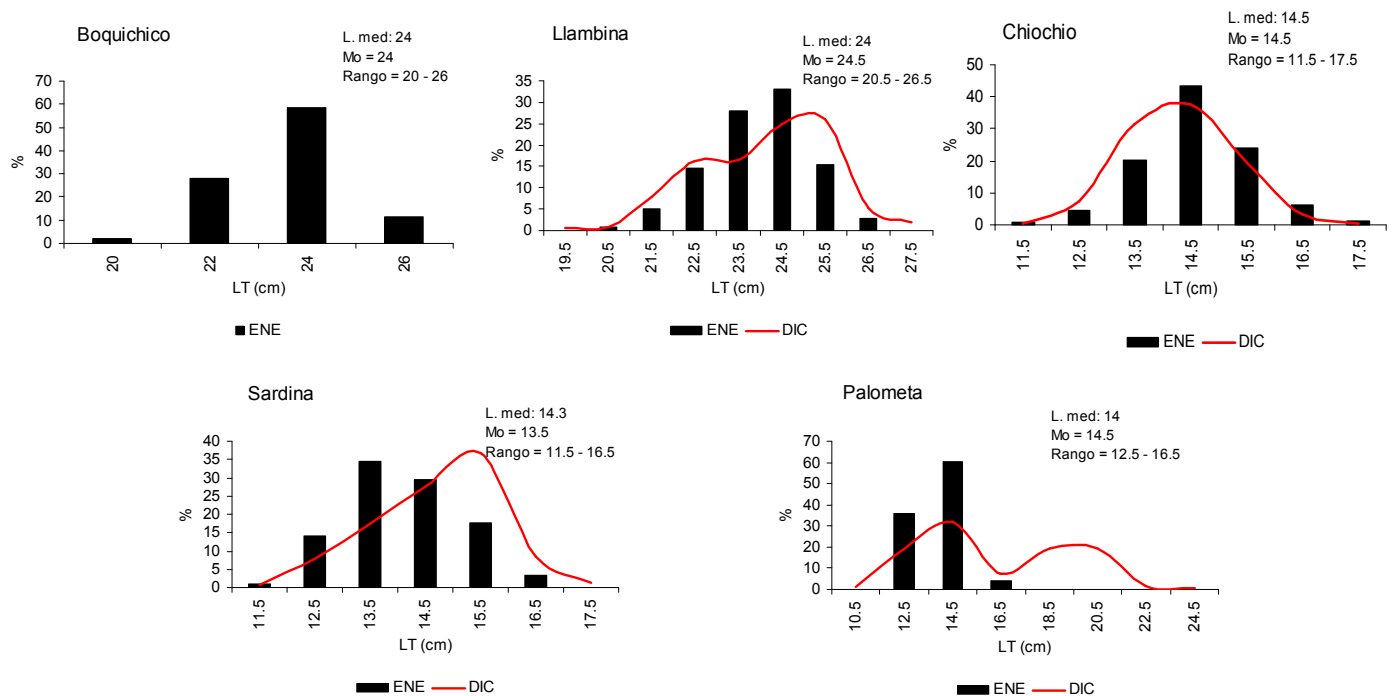 Boquichico
L. med: 24
Mo = 24
Rango = 20 - 26
70
60
50
40
30
20
10
0
%
20 22 24 26
LT (cm)
ENE
Llambina
L. med: 24
Mo = 24.5
Rango = 20.5 - 26.5
35
30
25
20
15
10
5
0
%
19.5 20.5 21.5 22.5 23.5 24.5 25.5 26.5 27.5
LT (cm)
ENE DIC
Chiochio
L. med: 14.5
Mo = 14.5
Rango = 11.5 - 17.5
50
40
30
20
10
0
%
11.5 12.5 13.5 14.5 15.5 16.5 17.5
LT (cm)
ENE DIC
Sardina
L. med: 14.3
Mo = 13.5
Rango = 11.5 - 16.5
40
35
30
25
20
15
10
5
0
%
11.5 12.5 13.5 14.5 15.5 16.5 17.5
LT (cm)
ENE DIC
Palometa
L. med: 14
Mo = 14.5
Rango = 12.5 - 16.5
70
60
50
40
30
20
10
0
%
10.5 12.5 14.5 16.5 18.5 20.5 22.5 24.5
LT (cm)
ENE DIC